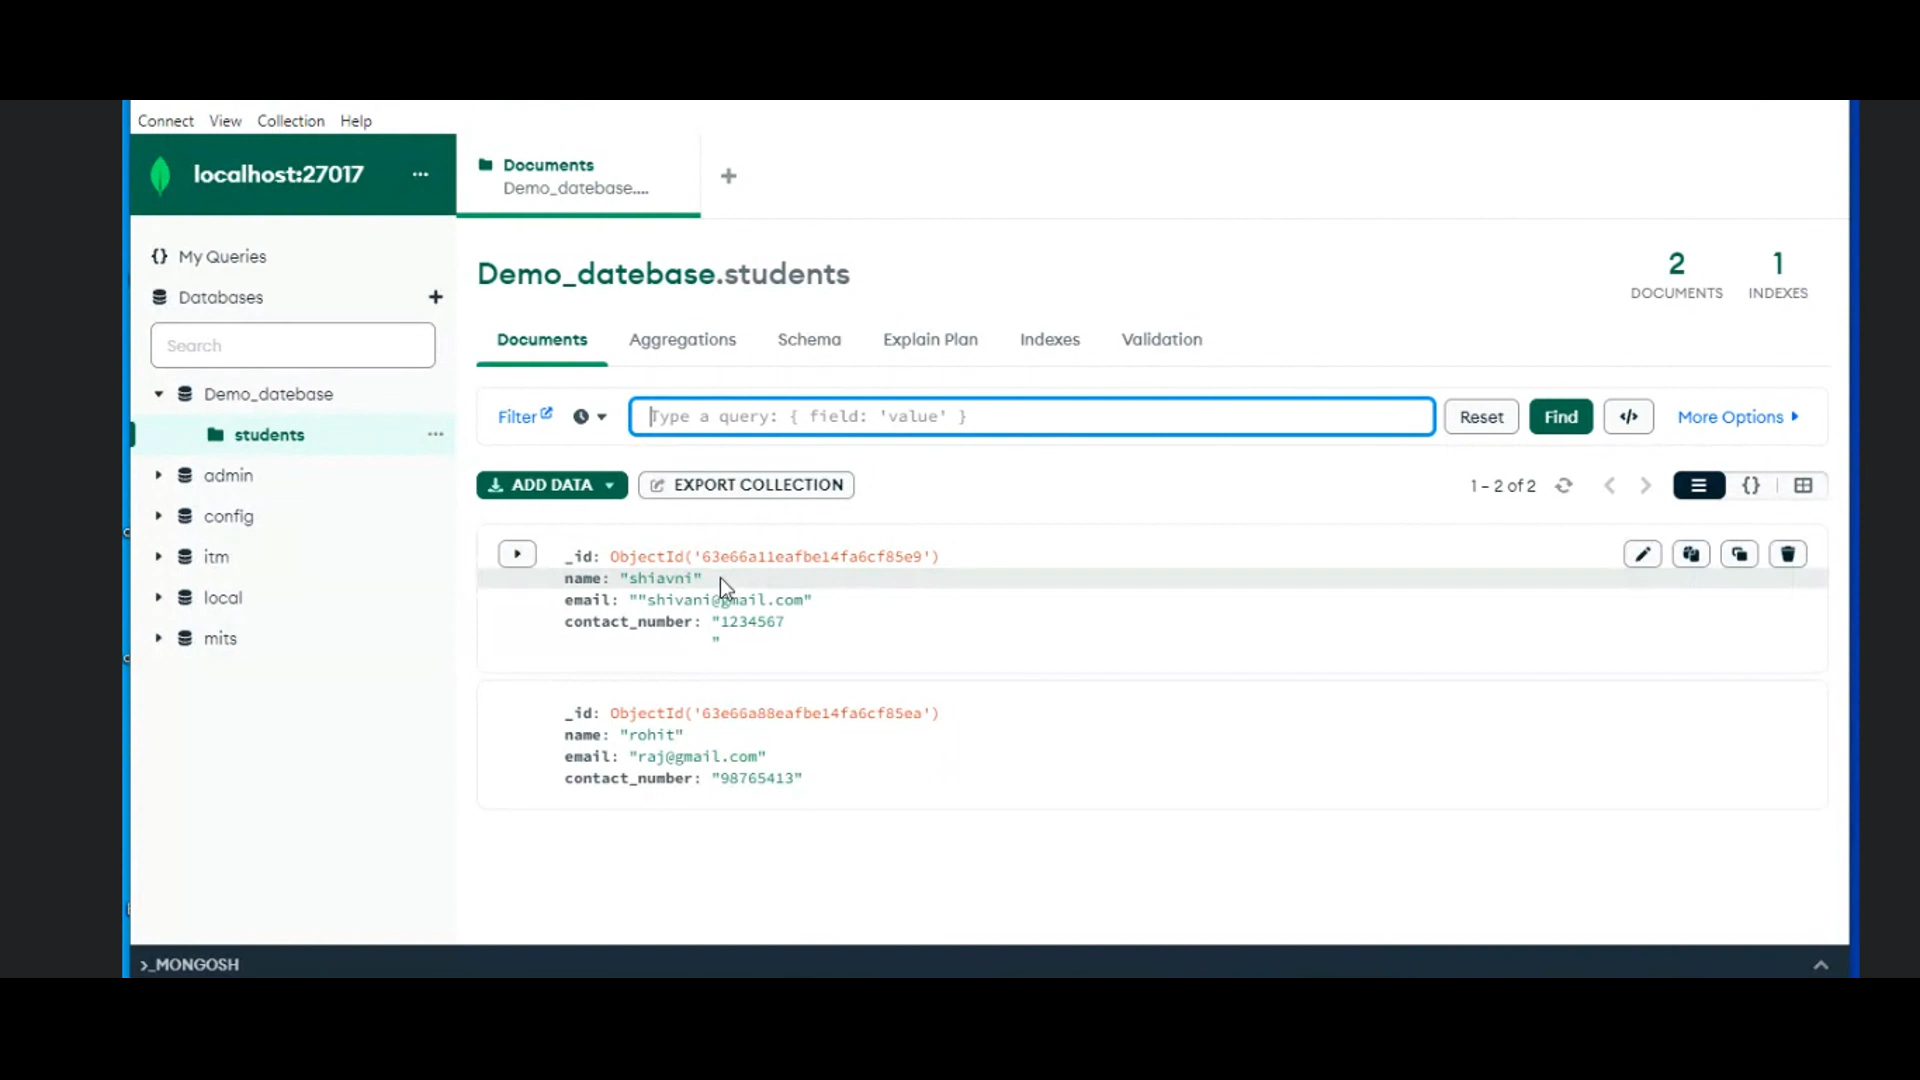 Connect View Collection Help
localhost:27017 ...
Documents
Demo_datebase....
+
{} My Queries
Databases +
Search
Demo_datebase
students ...
admin
config
itm
local
mits
Demo_datebase.students
2
DOCUMENTS
1
INDEXES
Documents Aggregations Schema Explain Plan Indexes Validation
Filter Type a query: { field: 'value' } Reset Find </> More Options
ADD DATA EXPORT COLLECTION 1 – 2 of 2 {}
_id: ObjectId('63e66a11eafbe14fa6cf85e9')
name: "shiavni"
email: ""shivani@gmail.com"
contact_number: "1234567
"
_id: ObjectId('63e66a88eafbe14fa6cf85ea')
name: "rohit"
email: "raj@gmail.com"
contact_number: "98765413"
>_MONGOSH